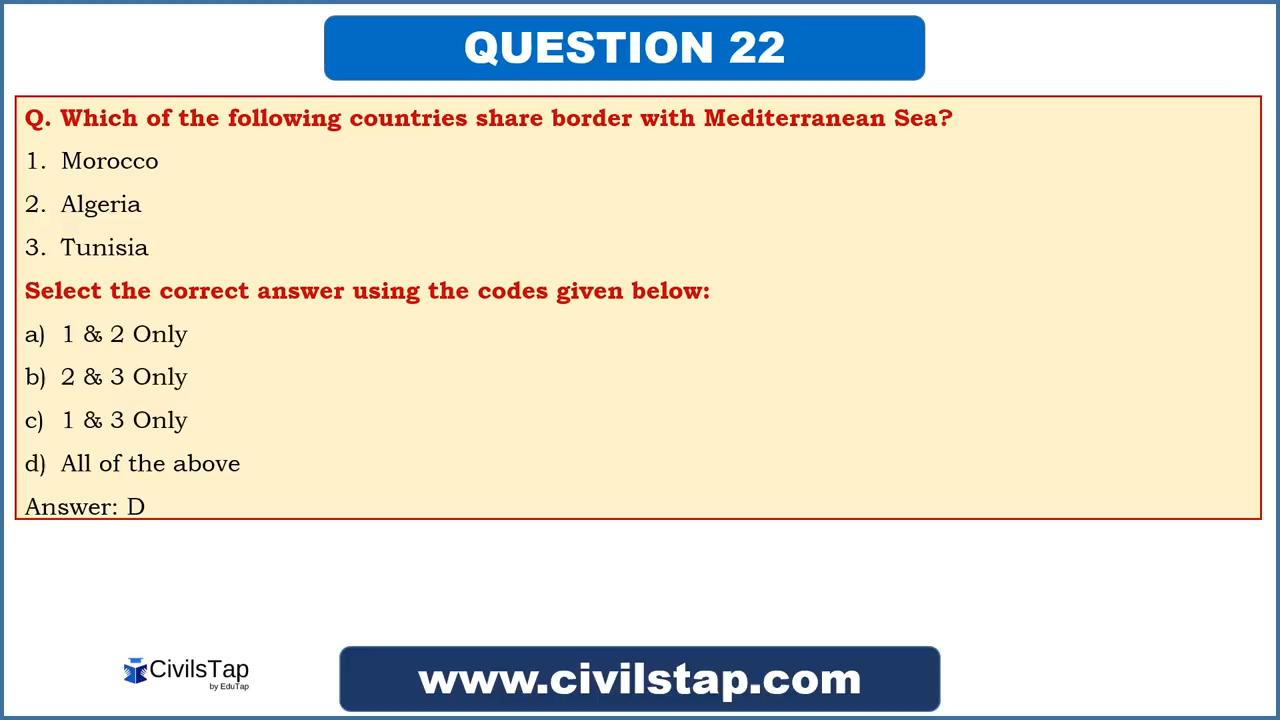 QUESTION 22
Q. Which of the following countries share border with Mediterranean Sea?
1. Morocco
2. Algeria
3. Tunisia
Select the correct answer using the codes given below:
a) 1 & 2 Only
b) 2 & 3 Only
c) 1 & 3 Only
d) All of the above
Answer: D
CivilsTap
by EduTap
www.civilstap.com